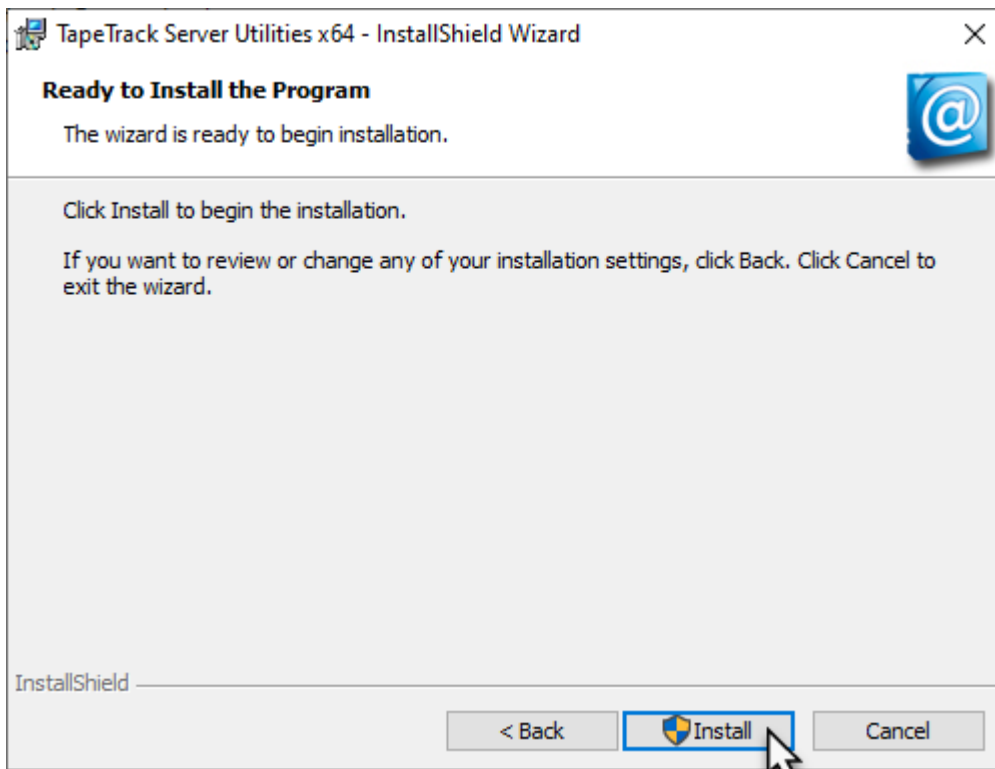 TapeTrack Server Utilities x64 - InstallShield Wizard
Ready to Install the Program
The wizard is ready to begin installation.
Click Install to begin the installation.
If you want to review or change any of your installation settings, click Back. Click Cancel to
exit the wizard.
InstallShield
< Back
Install
Cancel